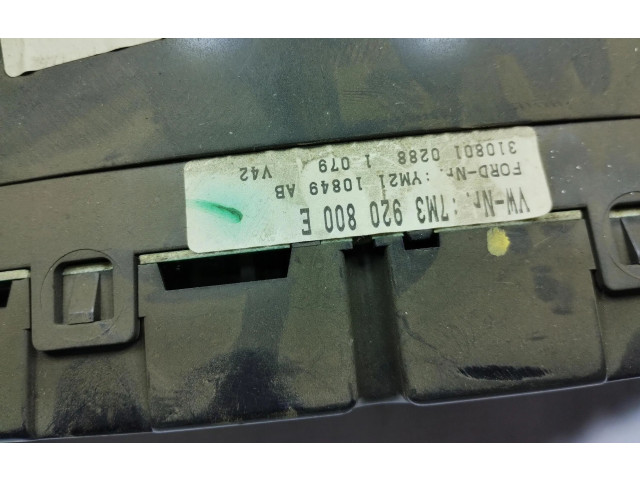 VW-Nr.:7M3 920 800 E
FORD-Nr.:YM21 10849 AB
310801 0288 1 079 V42